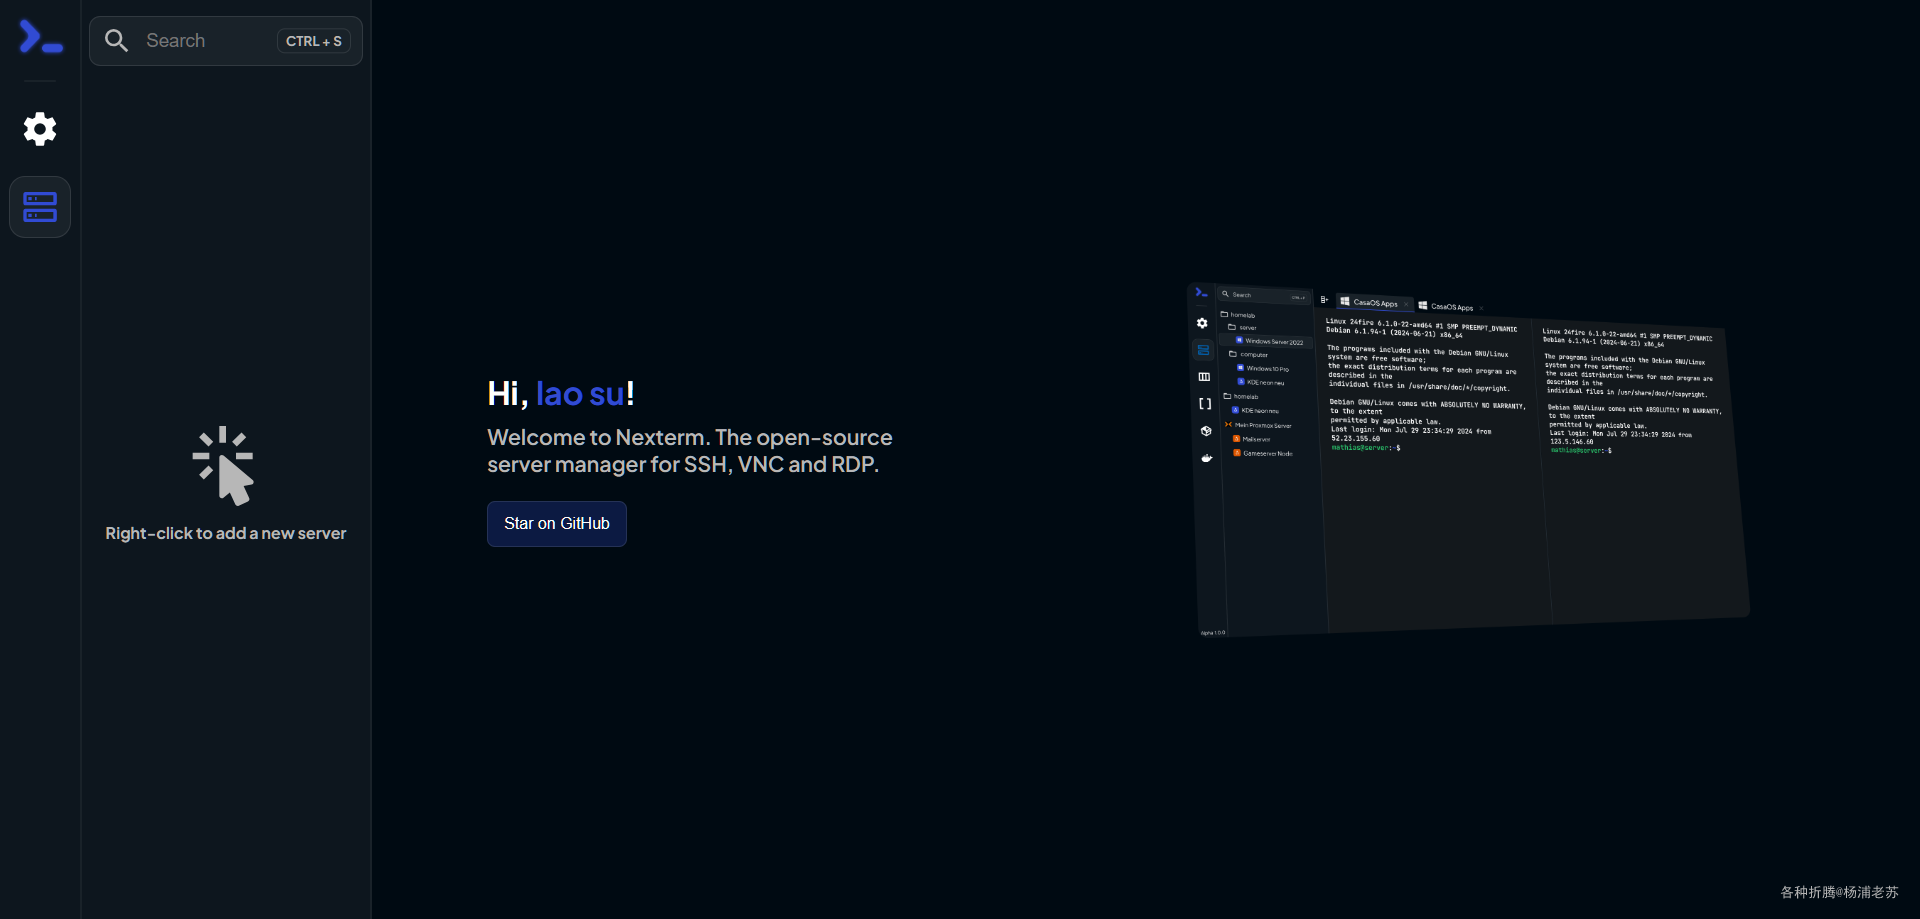 Search
CTRL + S
Right-click to add a new server
Hi, lao su!
Welcome to Nexterm. The open-source
server manager for SSH, VNC and RDP.
Star on GitHub
Search
homelab
server
Windows Server 2022
computer
Windows 10 Pro
KDE neon neu
homelab
KDE neon neu
Mein Proxmox Server
Mailserver
Gameserver Node
Alpha 1.0.0
CasaOS Apps
CasaOS Apps
Linux 24fire 6.1.0-22-amd64 #1 SMP PREEMPT_DYNAMIC
Debian 6.1.94-1 (2024-06-21) x86_64
The programs included with the Debian GNU/Linux
system are free software;
the exact distribution terms for each program are
described in the
individual files in /usr/share/doc/*/copyright.
Debian GNU/Linux comes with ABSOLUTELY NO WARRANTY,
to the extent
permitted by applicable law.
Last login: Mon Jul 29 23:34:29 2024 from
52.23.155.60
mathias@server:~$
Linux 24fire 6.1.0-22-amd64 #1 SMP PREEMPT_DYNAMIC
Debian 6.1.94-1 (2024-06-21) x86_64
The programs included with the Debian GNU/Linux
system are free software;
the exact distribution terms for each program are
described in the
individual files in /usr/share/doc/*/copyright.
Debian GNU/Linux comes with ABSOLUTELY NO WARRANTY,
to the extent
permitted by applicable law.
Last login: Mon Jul 29 23:34:29 2024 from
123.5.146.60
mathias@server:~$
各种折腾@杨浦老苏